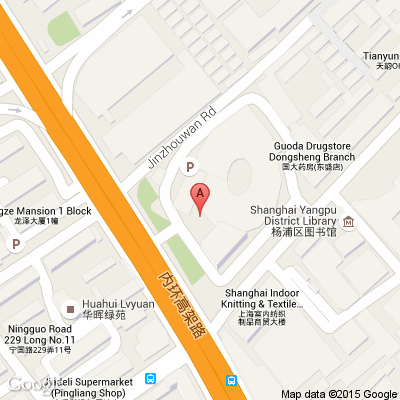 Tianyun
天韵O
Jinzhouwan Rd
P
Guoda Drugstore
Dongsheng Branch
国大药房(东盛店)
A
gze Mansion 1 Block
龙泽大厦1幢
Shanghai Yangpu
District Library
杨浦区图书馆
P
内环高架路
Huahui Lvyuan
华晖绿苑
Shanghai Indoor
Knitting & Textile...
上海室内纺织
制品商贸大楼
Ningguo Road
229 Long No.11
宁国路229弄11号
deli Supermarket
(Pingliang Shop)
Google
Map data ©2015 Google